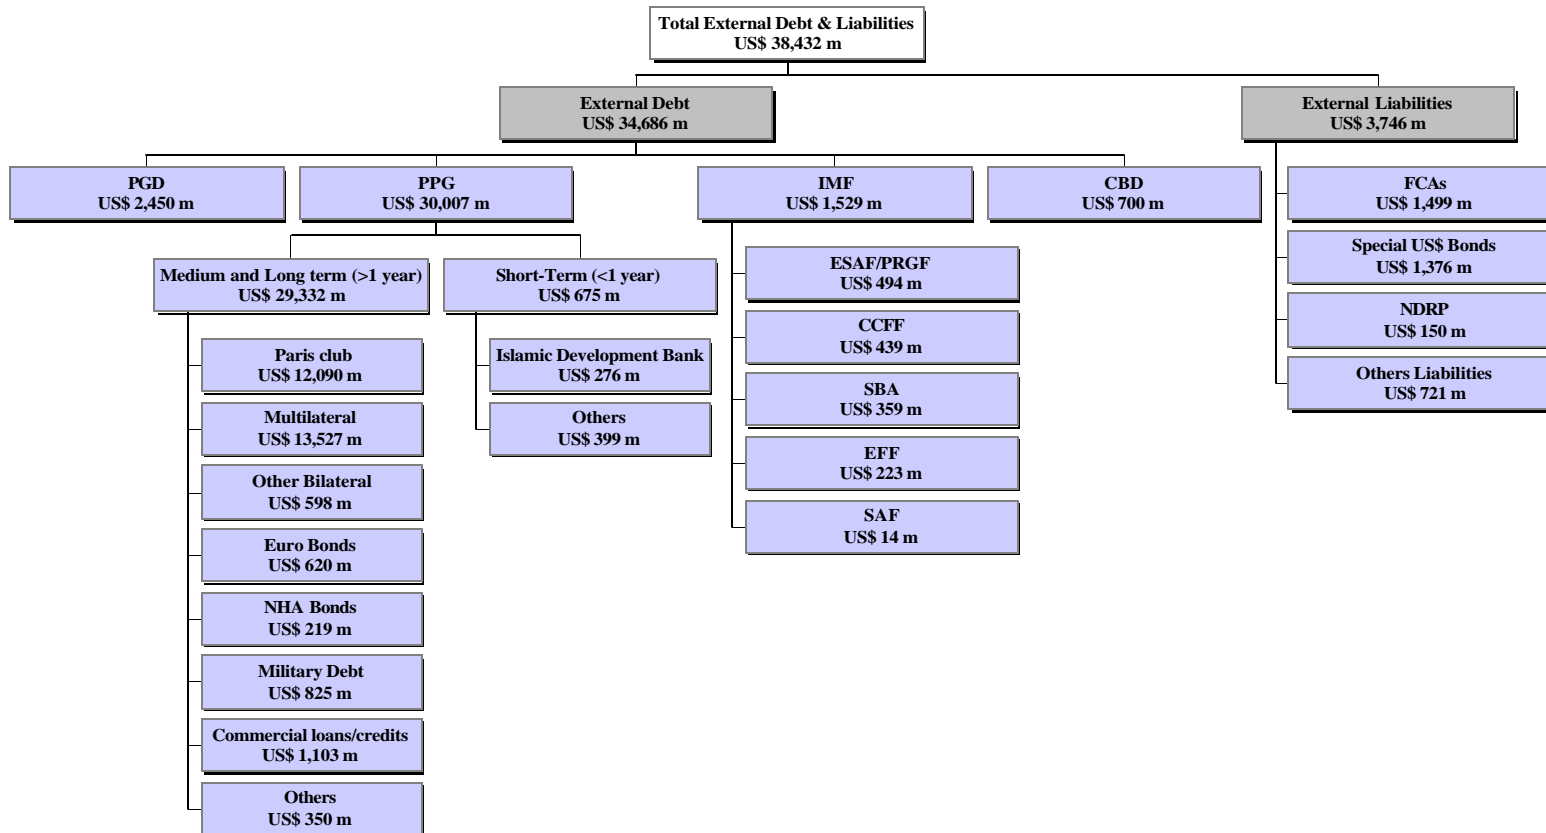 Total External Debt & Liabilities
US$ 38,432 m
External Debt
US$ 34,686 m
External Liabilities
US$ 3,746 m
PGD
US$ 2,450 m
PPG
US$ 30,007 m
IMF
US$ 1,529 m
CBD
US$ 700 m
FCAs
US$ 1,499 m
Medium and Long term (>1 year)
US$ 29,332 m
Short-Term (<1 year)
US$ 675 m
ESAF/PRGF
US$ 494 m
Special US$ Bonds
US$ 1,376 m
Paris club
US$ 12,090 m
Islamic Development Bank
US$ 276 m
CCFF
US$ 439 m
NDRP
US$ 150 m
Multilateral
US$ 13,527 m
Others
US$ 399 m
SBA
US$ 359 m
Others Liabilities
US$ 721 m
Other Bilateral
US$ 598 m
EFF
US$ 223 m
Euro Bonds
US$ 620 m
SAF
US$ 14 m
NHA Bonds
US$ 219 m
Military Debt
US$ 825 m
Commercial loans/credits
US$ 1,103 m
Others
US$ 350 m